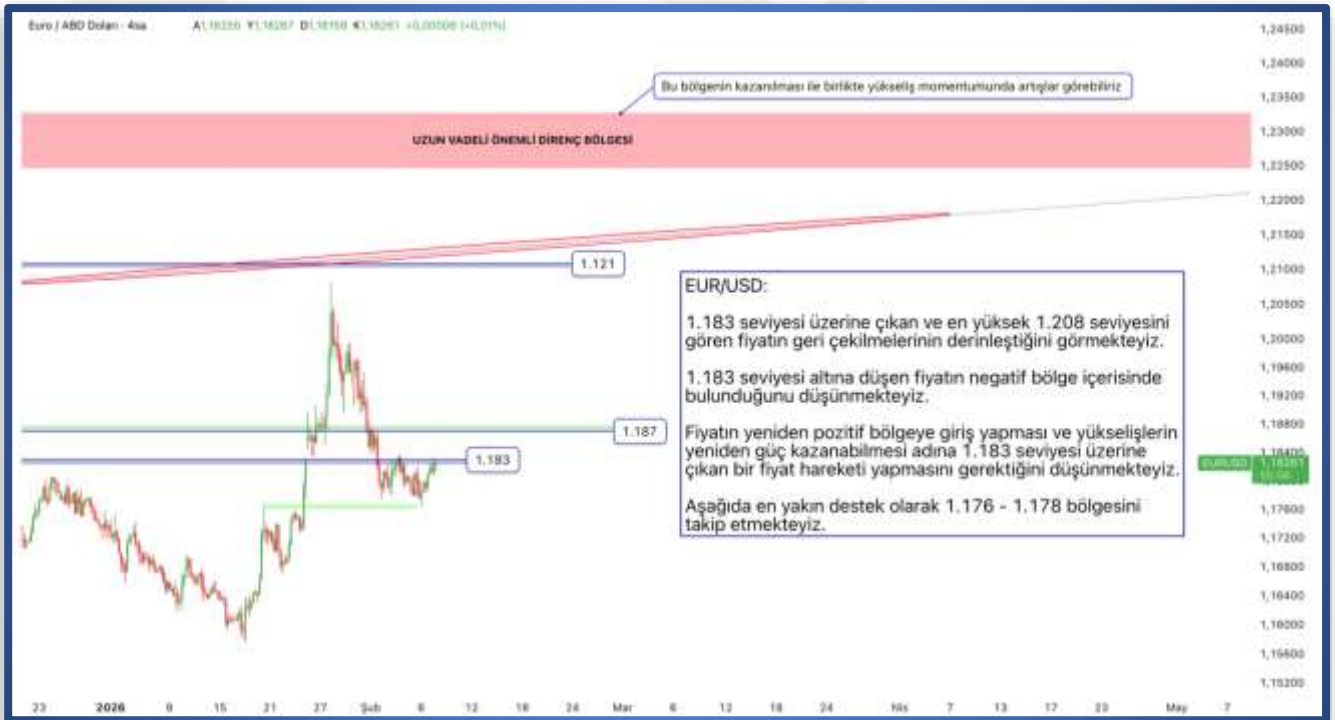 Euro / ABD Doları - 4sa
+0,00006 (+0,01%)
Bu bölgenin kazanılması ile birlikte yükseliş momentumunda artışlar görebiliriz
UZUN VADELİ ÖNEMLİ DİRENÇ BÖLGESİ
1.121
1.187
1.183
EUR/USD:
1.183 seviyesi üzerine çıkan ve en yüksek 1.208 seviyesini
gören fiyatın geri çekilmelerinin derinleştiğini görmekteyiz.
1.183 seviyesi altına düşen fiyatın negatif bölge içerisinde
bulunduğunu düşünmekteyiz.
Fiyatın yeniden pozitif bölgeye giriş yapması ve yükselişlerin
yeniden güç kazanabilmesi adına 1.183 seviyesi üzerine
çıkan bir fiyat hareketi yapmasını gerektiğini düşünmekteyiz.
Aşağıda en yakın destek olarak 1.176 - 1.178 bölgesini
takip etmekteyiz.
1,24500
1,24000
1,23500
1,23000
1,22500
1,22000
1,21500
1,21000
1,20500
1,20000
1,19600
1,19200
1,18800
1,18400
EURUSD 1,18261
1,17600
1,17200
1,16800
1,16400
1,16000
1,15600
1,15200
23 2026 15 21 27 Şub 6 12 18 24 Mar 6 12 18 24 Nis 7 13 17 23 May 7